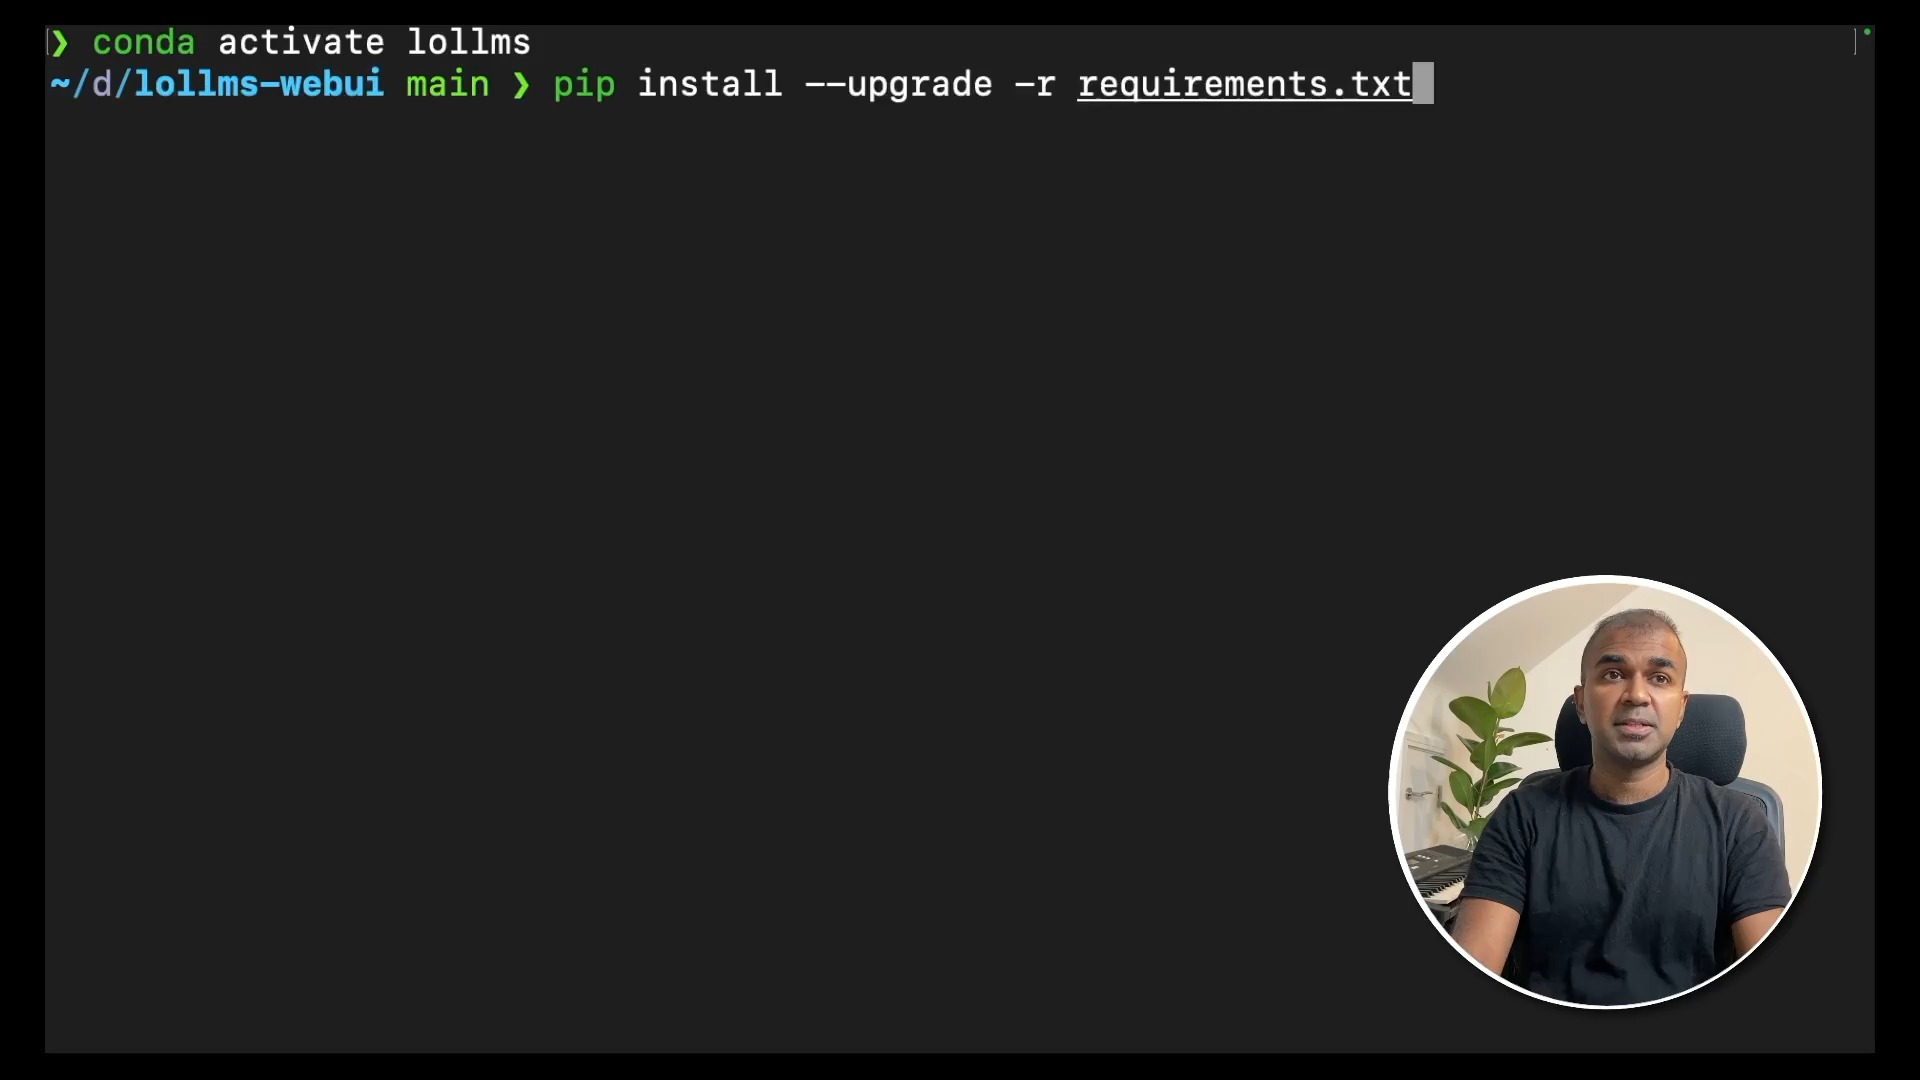 ❯ conda activate lollms
~/d/lollms-webui main ❯ pip install --upgrade -r requirements.txt